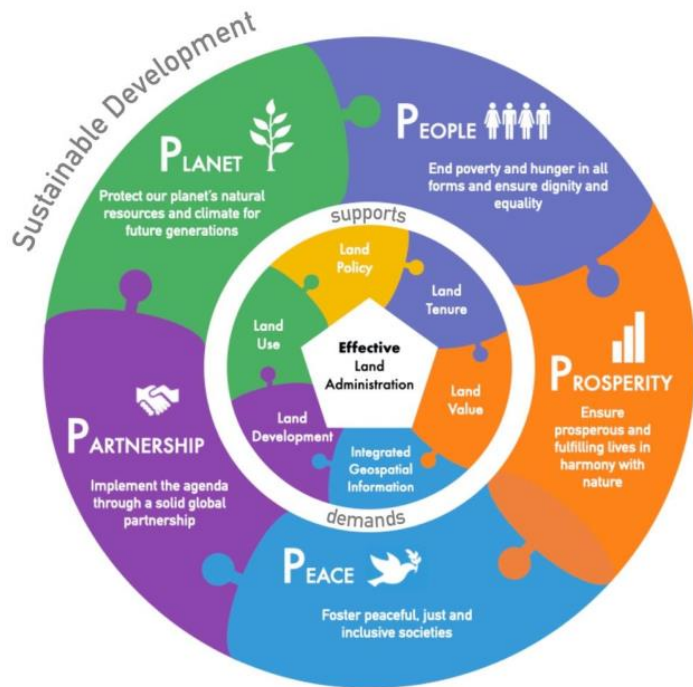 Sustainable Development
PLANET
Protect our planet's natural
resources and climate for
future generations
PEOPLE
End poverty and hunger in all
forms and ensure dignity and
equality
PROSPERITY
Ensure
prosperous and
fulfilling lives in
harmony with
nature
PEACE
Foster peaceful, just and
inclusive societies
PARTNERSHIP
Implement the agenda
through a solid global
partnership
supports
Land
Policy
Land
Tenure
Land
Value
Integrated
Geospatial
Information
Land
Development
Land
Use
Effective
Land
Administration
demands